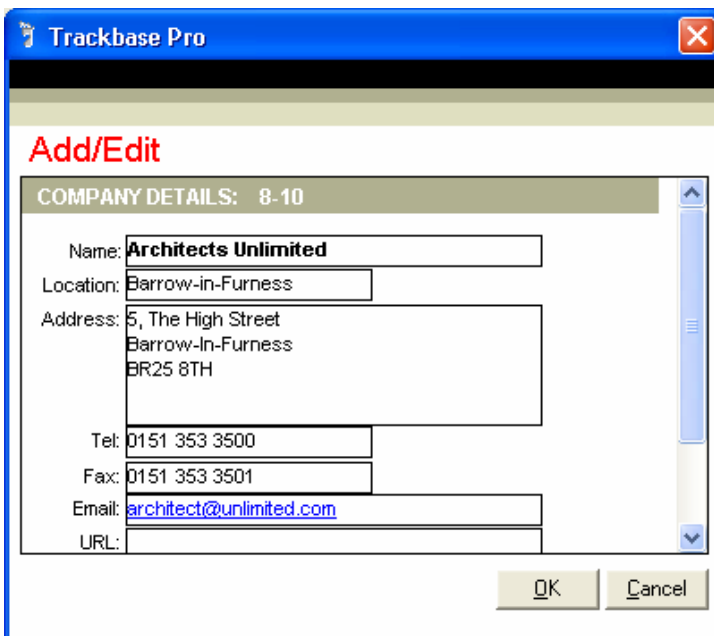 Trackbase Pro
Add/Edit
COMPANY DETAILS: 8-10
Name: Architects Unlimited
Location: Barrow-in-Furness
Address: 5, The High Street
Barrow-In-Furness
BR25 8TH
Tel: 0151 353 3500
Fax: 0151 353 3501
Email: architect@unlimited.com
URL:
OK Cancel